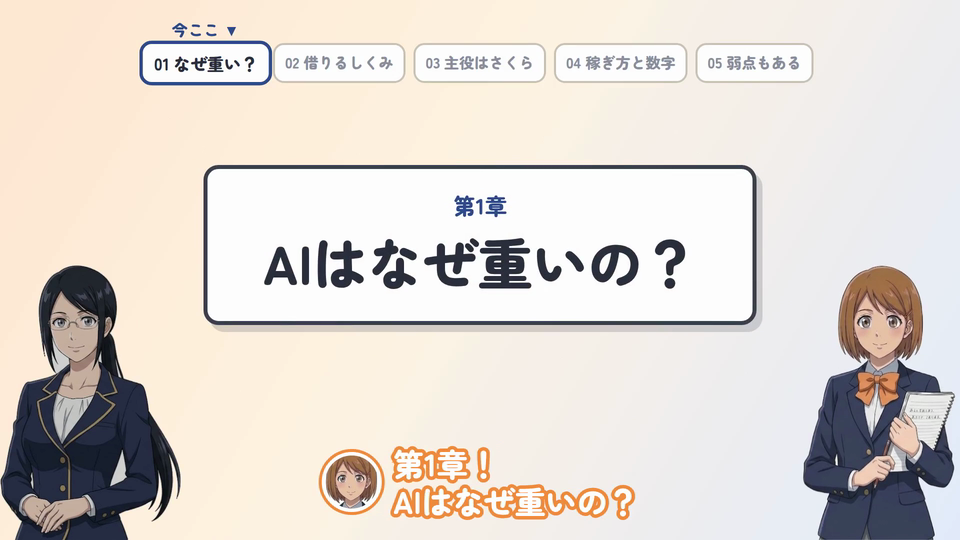 今ここ ▼
01 なぜ重い？
02 借りるしくみ
03 主役はさくら
04 稼ぎ方と数字
05 弱点もある
第1章
AIはなぜ重いの？
第1章！
AIはなぜ重いの？